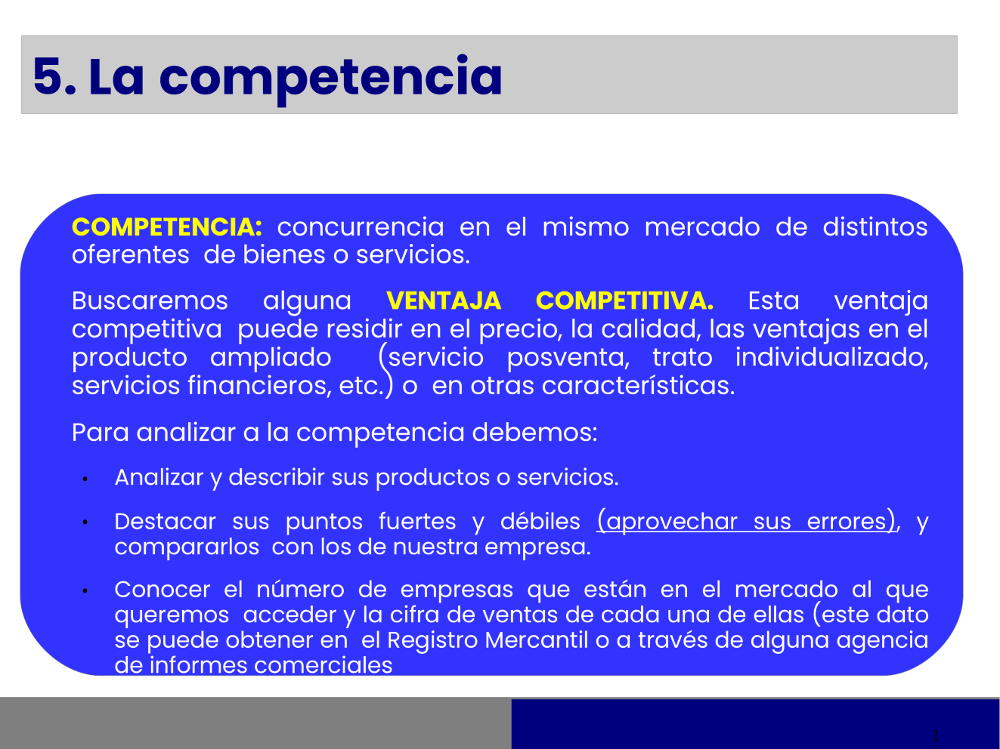 5. La competencia
COMPETENCIA: concurrencia en el mismo mercado de distintos
oferentes de bienes o servicios.
Buscaremos alguna VENTAJA COMPETITIVA. Esta ventaja
competitiva puede residir en el precio, la calidad, las ventajas en el
producto ampliado (servicio posventa, trato individualizado,
servicios financieros, etc.) o en otras características.
Para analizar a la competencia debemos:
• Analizar y describir sus productos o servicios.
• Destacar sus puntos fuertes y débiles (aprovechar sus errores), y
compararlos con los de nuestra empresa.
• Conocer el número de empresas que están en el mercado al que
queremos acceder y la cifra de ventas de cada una de ellas (este dato
se puede obtener en el Registro Mercantil o a través de alguna agencia
de informes comerciales